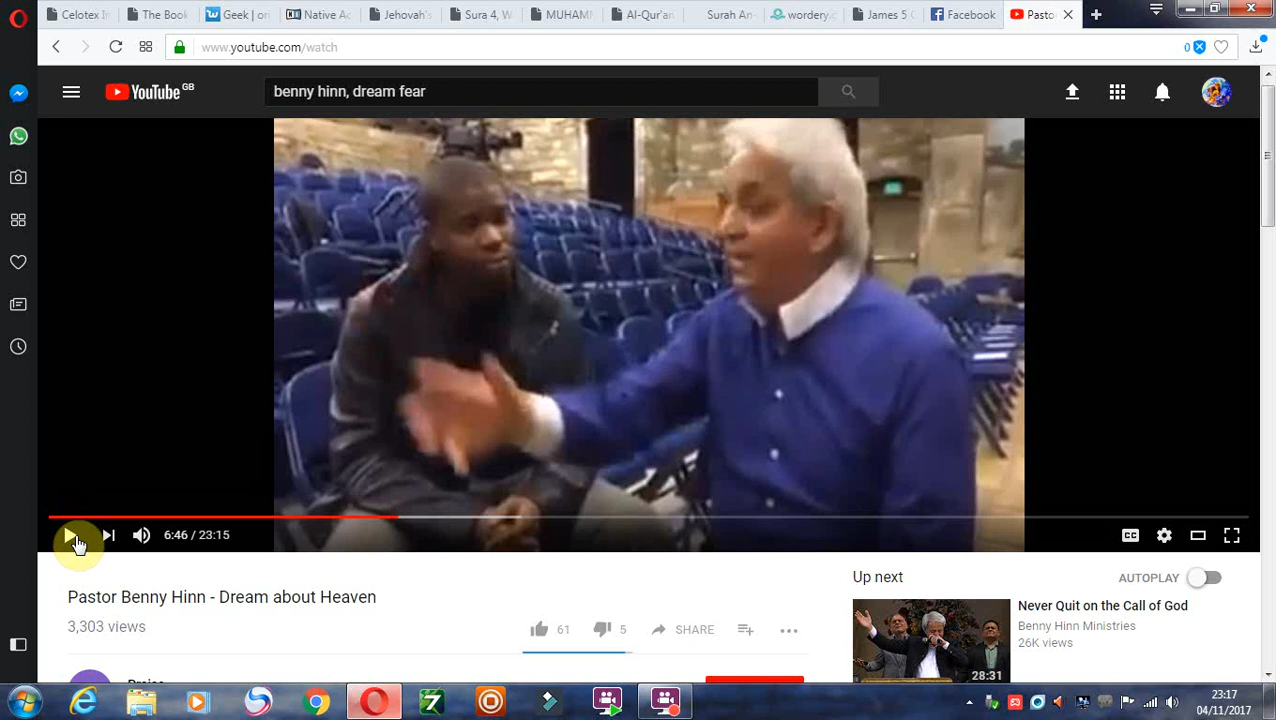 Celotex In
The Book
Geek | on
Native Ac
Jehovah's
Sura 4, W
MUHAMM
Al-Qur'an
Surah A
wordery.c
James 5
Facebook
Pasto
www.youtube.com/watch
0
YouTube GB
benny hinn, dream fear
6:46 / 23:15
CC
Pastor Benny Hinn - Dream about Heaven
3,303 views
61
5
SHARE
Up next
AUTOPLAY
Never Quit on the Call of God
Benny Hinn Ministries
26K views
28:31
23:17
04/11/2017